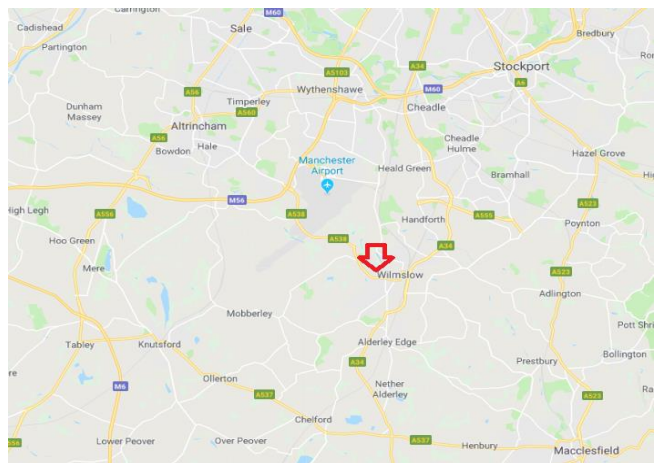 Carrington
M60
Cadishead
Sale
Bredbury
Partington
A34
Stockport
A5103
A6
A56
Wythenshawe
M60
Timperley
Dunham
Massey
A560
Cheadle
Altrincham
A56
Cheadle
Hulme
Bowdon
Hale
Hazel Grove
Manchester
Airport
Heald Green
Bramhall
M56
High Legh
A556
A538
Handforth
A555
A523
Poynton
Hoo Green
A538
A34
Mere
Wilmslow
A523
Adlington
Mobberley
Pott Shri
Tabley
Knutsford
Alderley Edge
Bollington
A34
Prestbury
M6
Ollerton
Nether
Alderley
A537
A523
Chelford
Lower Peover
Over Peover
A537
Henbury
Macclesfield